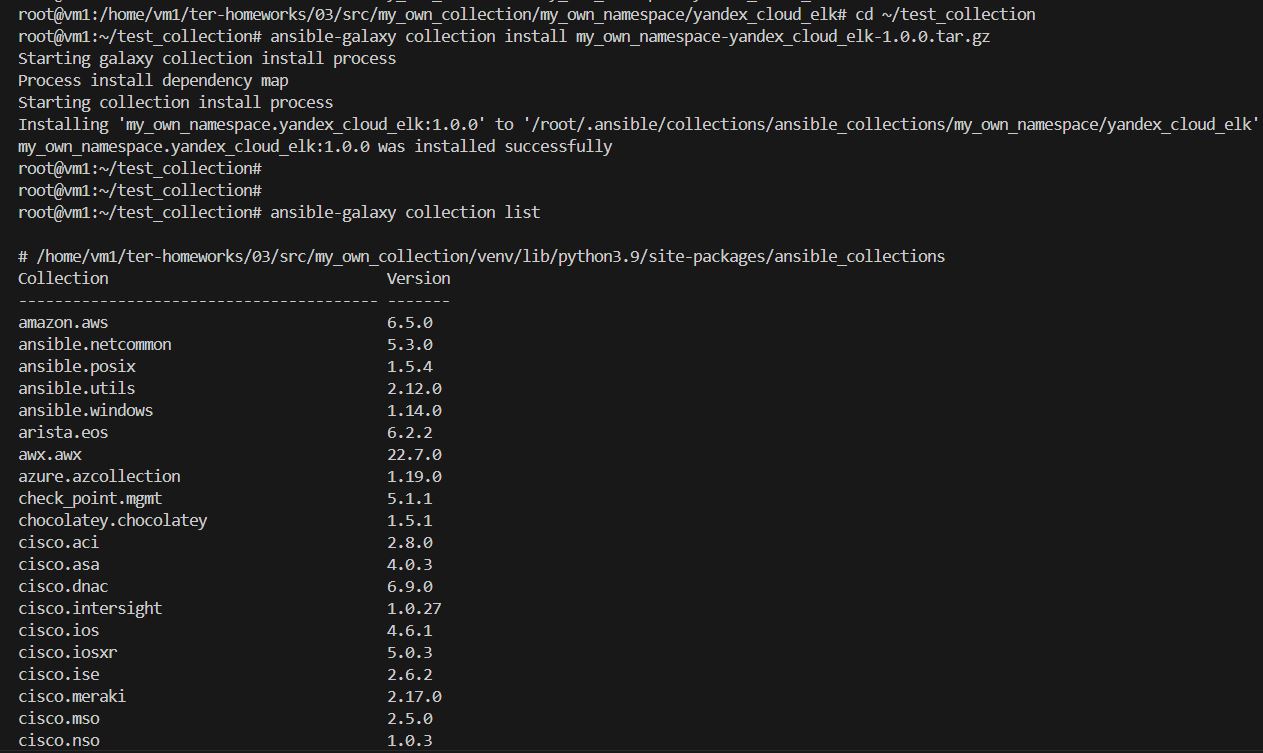 root@vm1:/home/vm1/ter-homeworks/03/src/my_own_collection/my_own_namespace/yandex_cloud_elk# cd ~/test_collection
root@vm1:~/test_collection# ansible-galaxy collection install my_own_namespace-yandex_cloud_elk-1.0.0.tar.gz
Starting galaxy collection install process
Process install dependency map
Starting collection install process
Installing 'my_own_namespace.yandex_cloud_elk:1.0.0' to '/root/.ansible/collections/ansible_collections/my_own_namespace/yandex_cloud_elk'
my_own_namespace.yandex_cloud_elk:1.0.0 was installed successfully
root@vm1:~/test_collection#
root@vm1:~/test_collection#
root@vm1:~/test_collection# ansible-galaxy collection list
# /home/vm1/ter-homeworks/03/src/my_own_collection/venv/lib/python3.9/site-packages/ansible_collections
Collection                               Version
---------------------------------------- -------
amazon.aws                               6.5.0
ansible.netcommon                        5.3.0
ansible.posix                            1.5.4
ansible.utils                            2.12.0
ansible.windows                          1.14.0
arista.eos                               6.2.2
awx.awx                                  22.7.0
azure.azcollection                       1.19.0
check_point.mgmt                         5.1.1
chocolatey.chocolatey                    1.5.1
cisco.aci                                2.8.0
cisco.asa                                4.0.3
cisco.dnac                               6.9.0
cisco.intersight                         1.0.27
cisco.ios                                4.6.1
cisco.iosxr                              5.0.3
cisco.ise                                2.6.2
cisco.meraki                             2.17.0
cisco.mso                                2.5.0
cisco.nso                                1.0.3